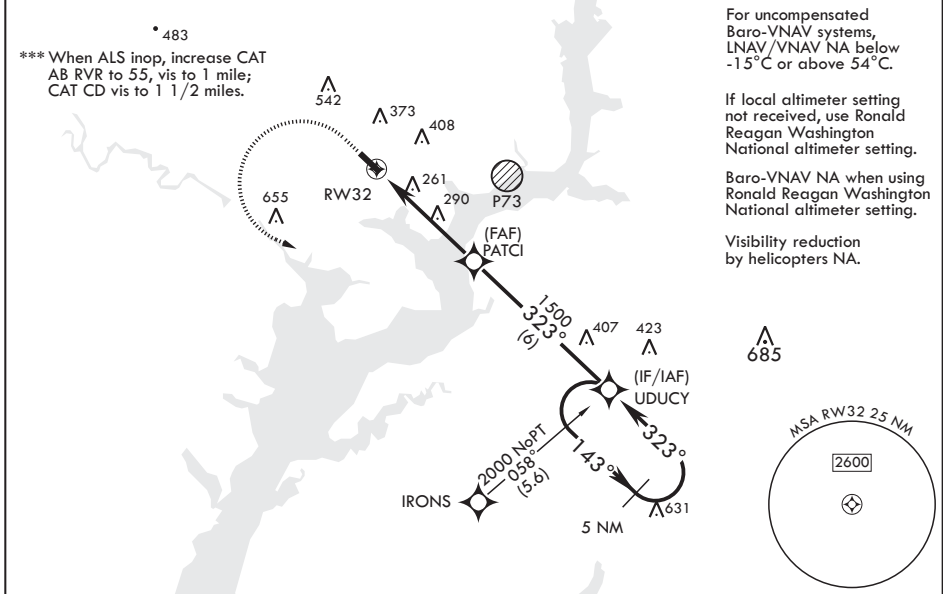 483
*** When ALS inop, increase CAT
AB RVR to 55, vis to 1 mile;
CAT CD vis to 1 1/2 miles.
For uncompensated
Baro-VNAV systems,
LNAV/VNAV NA below
-15°C or above 54°C.
If local altimeter setting
not received, use Ronald
Reagan Washington
National altimeter setting.
Baro-VNAV NA when using
Ronald Reagan Washington
National altimeter setting.
Visibility reduction
by helicopters NA.
542
373
408
RW32
261
P73
655
290
(FAF)
PATCI
1500
323°
(6)
407
423
685
(IF/IAF)
UDUCY
2000 NoPT
058°
(5.6)
143°
323°
IRONS
631
5 NM
MSA RW32 25 NM
2600